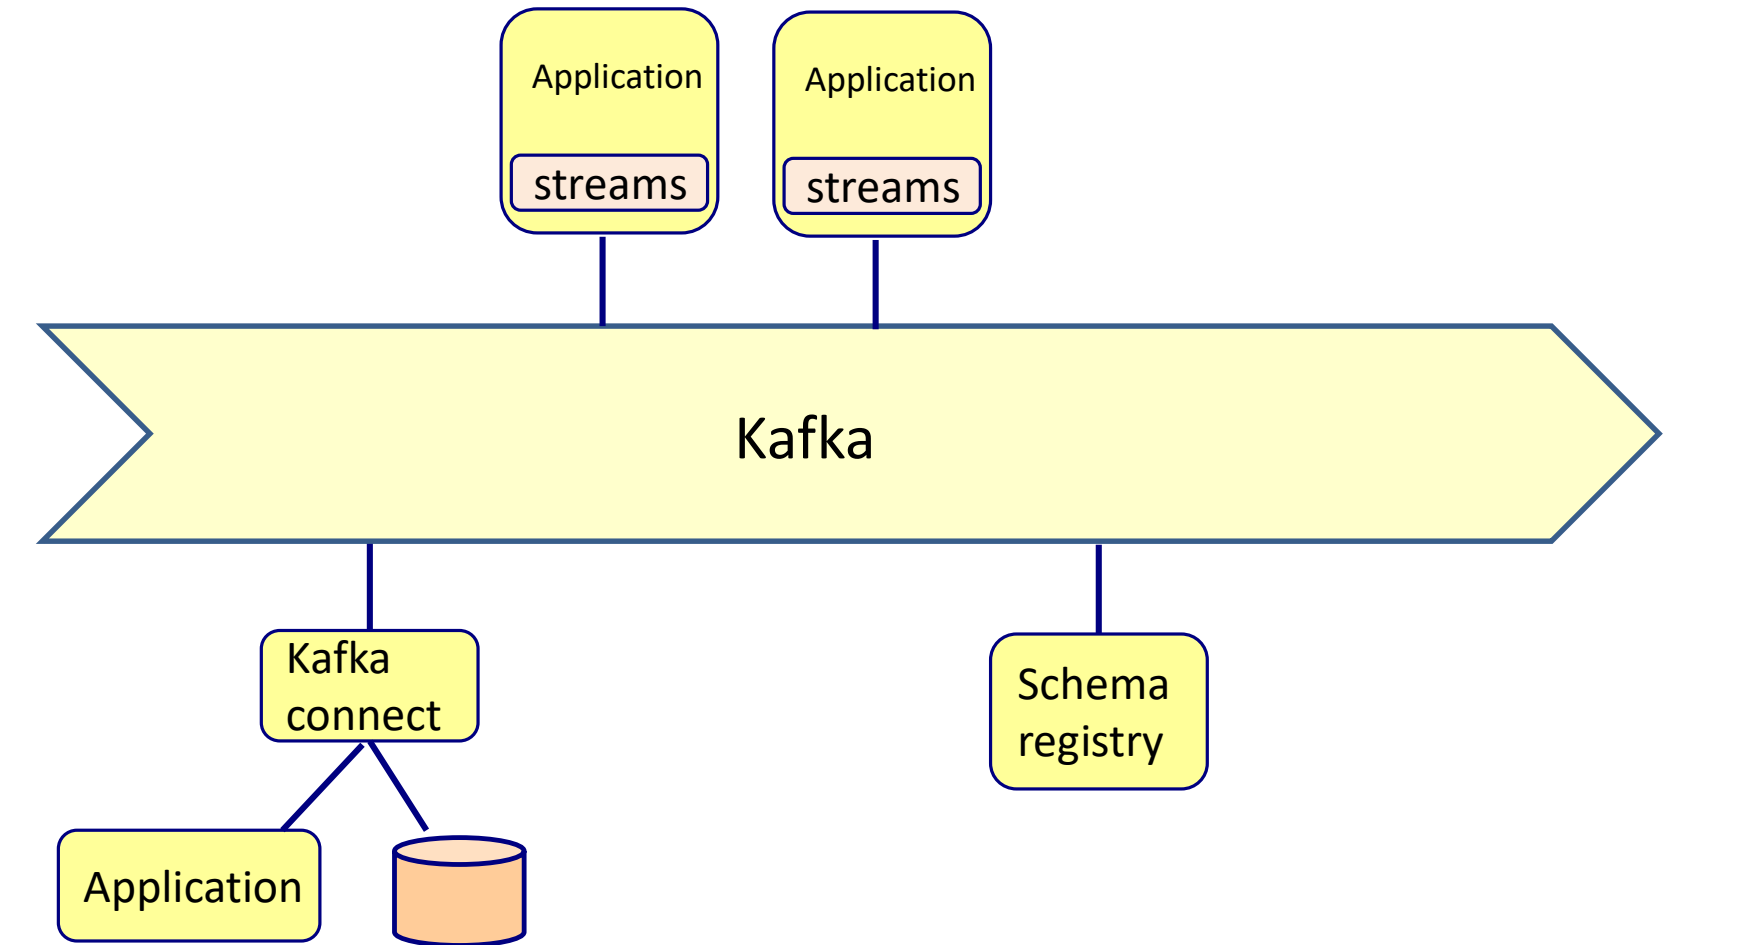 Application
Application
streams
streams
Kafka
Kafka
connect
Schema
registry
Application